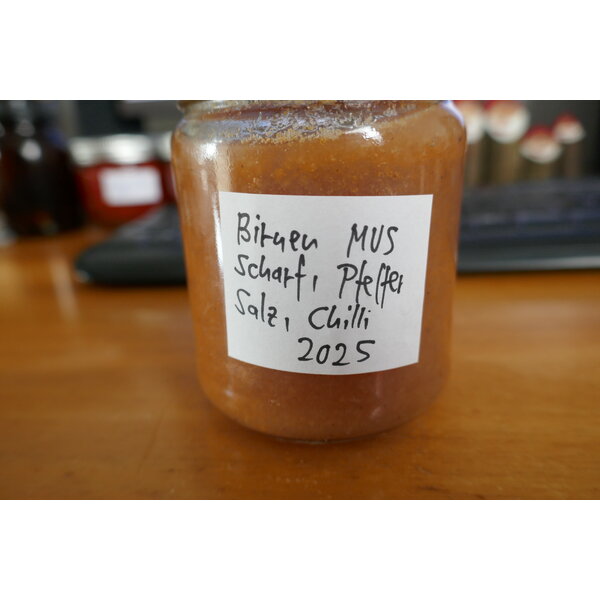 Birnen MUS
Scharf, Pfeffer
Salz, Chilli
2025